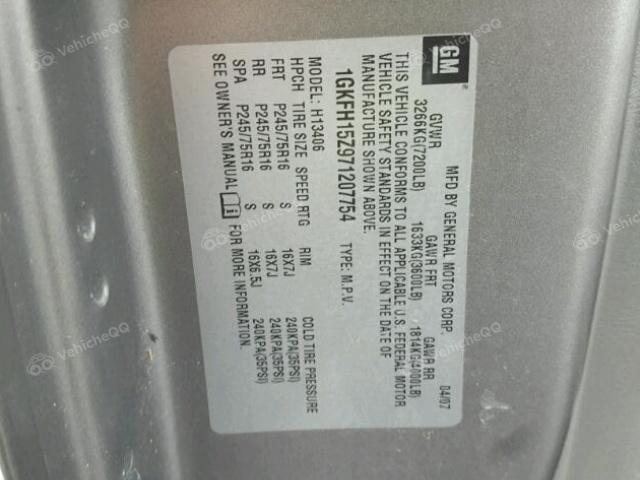 GM
MFD BY GENERAL MOTORS CORP. 04/07
GVWR GAWR FRT GAWR RR
3266KG(7200LB) 1633KG(3600LB) 1814KG(4000LB)
THIS VEHICLE CONFORMS TO ALL APPLICABLE U.S. FEDERAL MOTOR
VEHICLE SAFETY STANDARDS IN EFFECT ON THE DATE OF
MANUFACTURE SHOWN ABOVE.
1GKFH15Z971207754 TYPE: M.P.V.
MODEL: H13406
HPCH TIRE SIZE SPEED RTG RIM COLD TIRE PRESSURE
FRT P245/75R16 S 16X7J 240KPA(35PSI)
RR P245/75R16 S 16X7J 240KPA(35PSI)
SPA P245/75R16 S 16X6.5J 240KPA(35PSI)
SEE OWNER'S MANUAL FOR MORE INFORMATION.
VehicleQQ